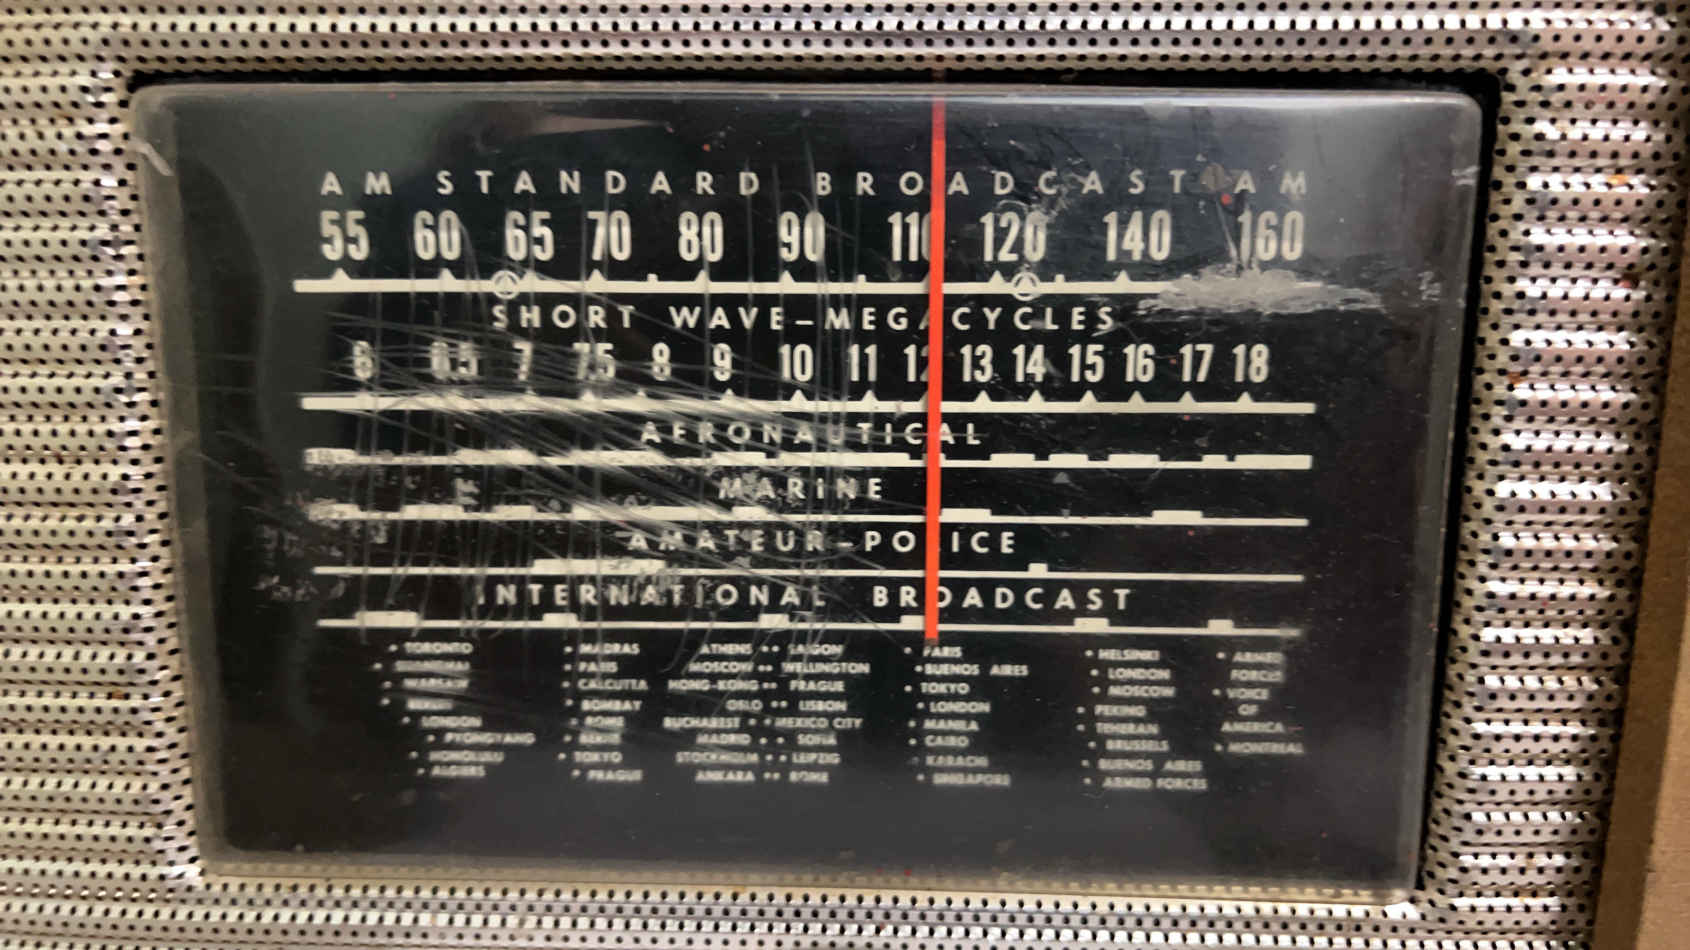 AM STANDARD BROADCAST AM
55 60 65 70 80 90 110 120 140 160
SHORT WAVE-MEGACYCLES
6 6.5 7 7.5 8 9 10 11 12 13 14 15 16 17 18
AERONAUTICAL
MARINE
AMATEUR-POLICE
INTERNATIONAL BROADCAST
• TORONTO
• SHANGHAI
• WARSAW
• LONDON
• PYONGYANG
• HONOLULU
• ALGIERS
• MADRAS
• PARIS
• CALCUTTA
• BOMBAY
• ROME
• TOKYO
• PRAGUE
ATHENS • • SAIGON
MOSCOW • • WELLINGTON
HONG-KONG • • PRAGUE
OSLO • • LISBON
BUCHAREST • • MEXICO CITY
MADRID • • SOFIA
STOCKHOLM • • LEIPZIG
ANKARA • • ROME
• PARIS
• BUENOS AIRES
• TOKYO
• LONDON
• MANILA
• CAIRO
• KARACHI
• SINGAPORE
• HELSINKI
• LONDON
• MOSCOW
• PEKING
• TEHERAN
• BRUSSELS
• BUENOS AIRES
• ARMED FORCES
• ARMED
FORCES
• VOICE
OF
AMERICA
• MONTREAL